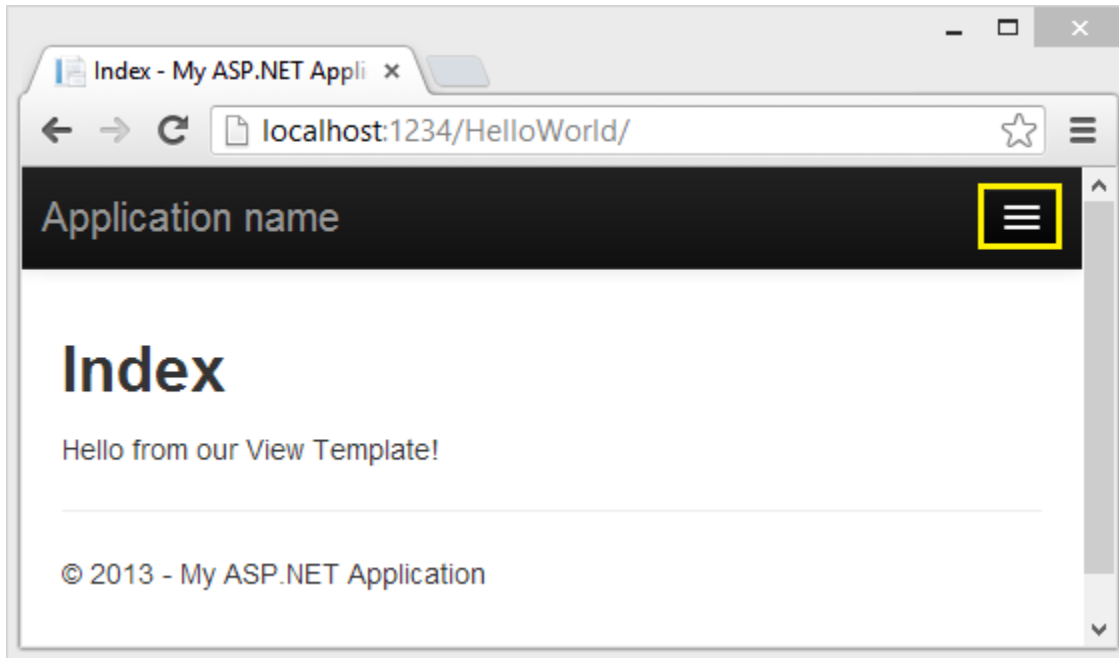 Index - My ASP.NET Appli
localhost:1234/HelloWorld/
Application name
Index
Hello from our View Template!
© 2013 - My ASP.NET Application